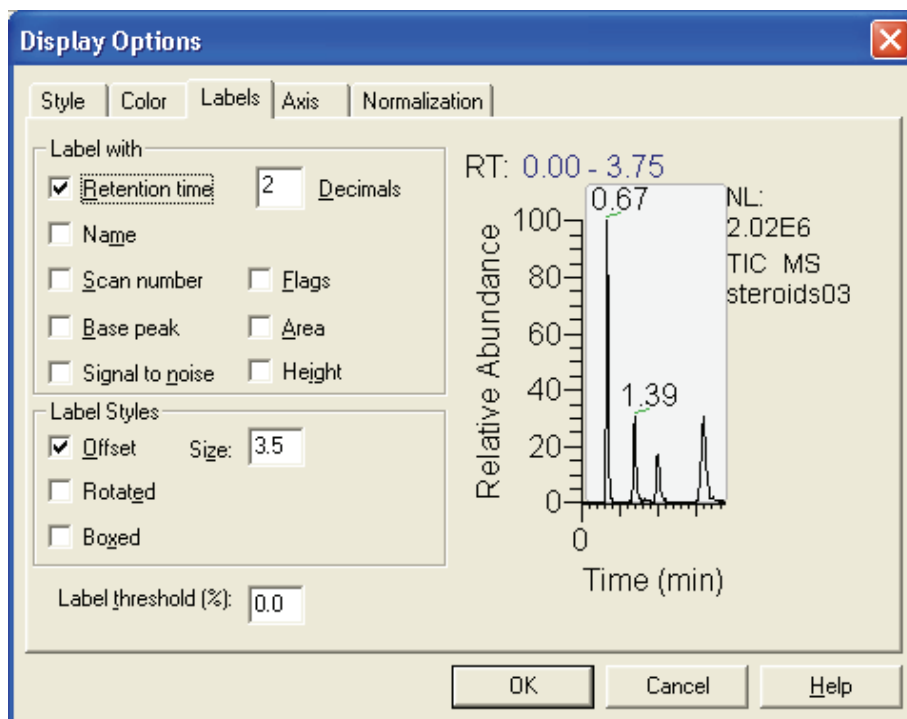 Display Options
Style Color Labels Axis Normalization
Label with
Retention time 2 Decimals
Name
Scan number Flags
Base peak Area
Signal to noise Height
Label Styles
Offset Size: 3.5
Rotated
Boxed
Label threshold (%): 0.0
RT: 0.00 - 3.75
0.67
NL:
2.02E6
TIC MS
steroids03
Relative Abundance
100
80
60
40
20
0
1.39
0
Time (min)
OK Cancel Help